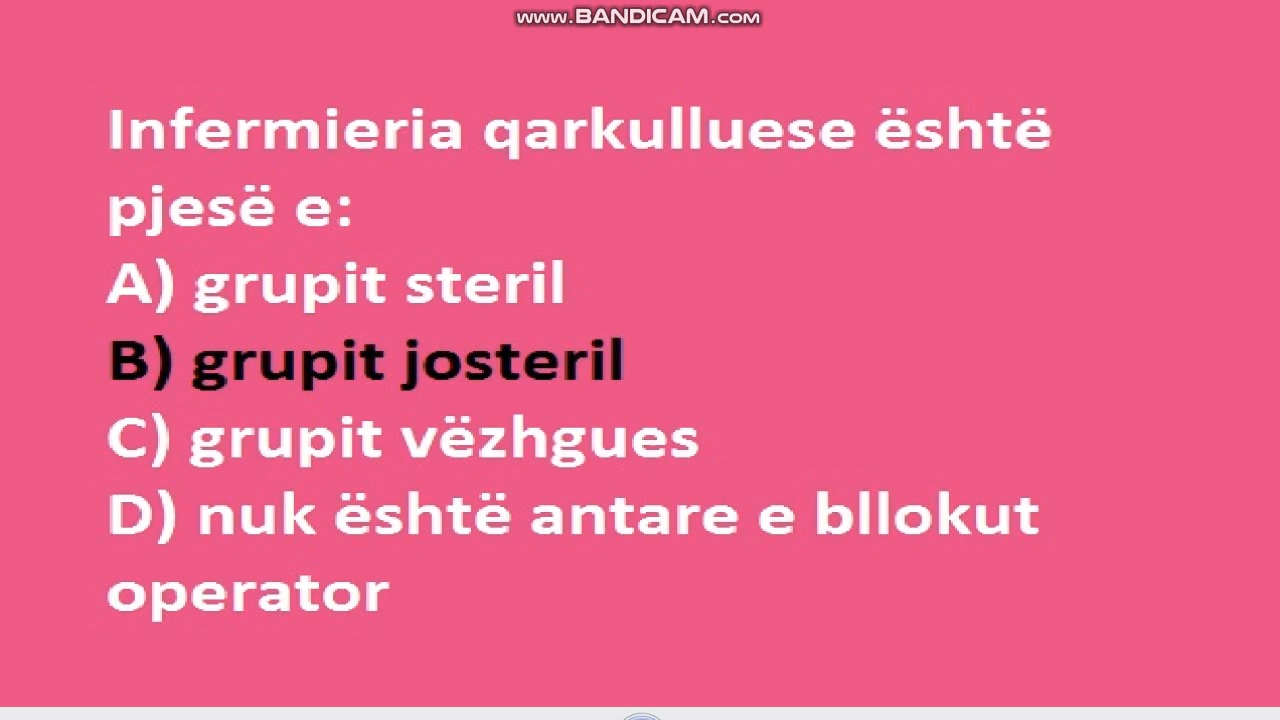 www.BANDICAM.com
Infermieria qarkulluese është
pjesë e:
A) grupit steril
B) grupit josteril
C) grupit vëzhgues
D) nuk është antare e bllokut
operator